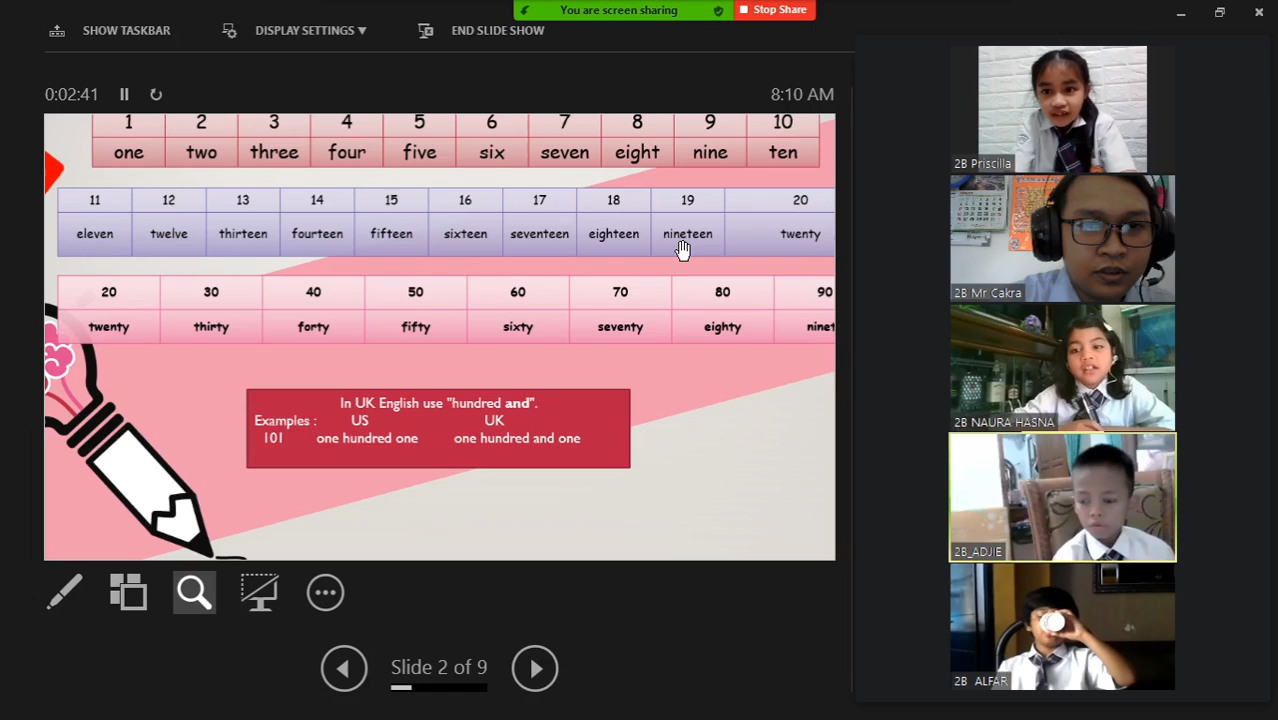 You are screen sharing Stop Share
SHOW TASKBAR DISPLAY SETTINGS END SLIDE SHOW
0:02:41 8:10 AM
1 2 3 4 5 6 7 8 9 10
one two three four five six seven eight nine ten
11 12 13 14 15 16 17 18 19 20
eleven twelve thirteen fourteen fifteen sixteen seventeen eighteen nineteen twenty
20 30 40 50 60 70 80 90
twenty thirty forty fifty sixty seventy eighty ninet
In UK English use "hundred and".
Examples : US UK
101 one hundred one one hundred and one
Slide 2 of 9
2B Priscilla
2B Mr Cakra
2B NAURA HASNA
2B_ADJIE
2B ALFAR